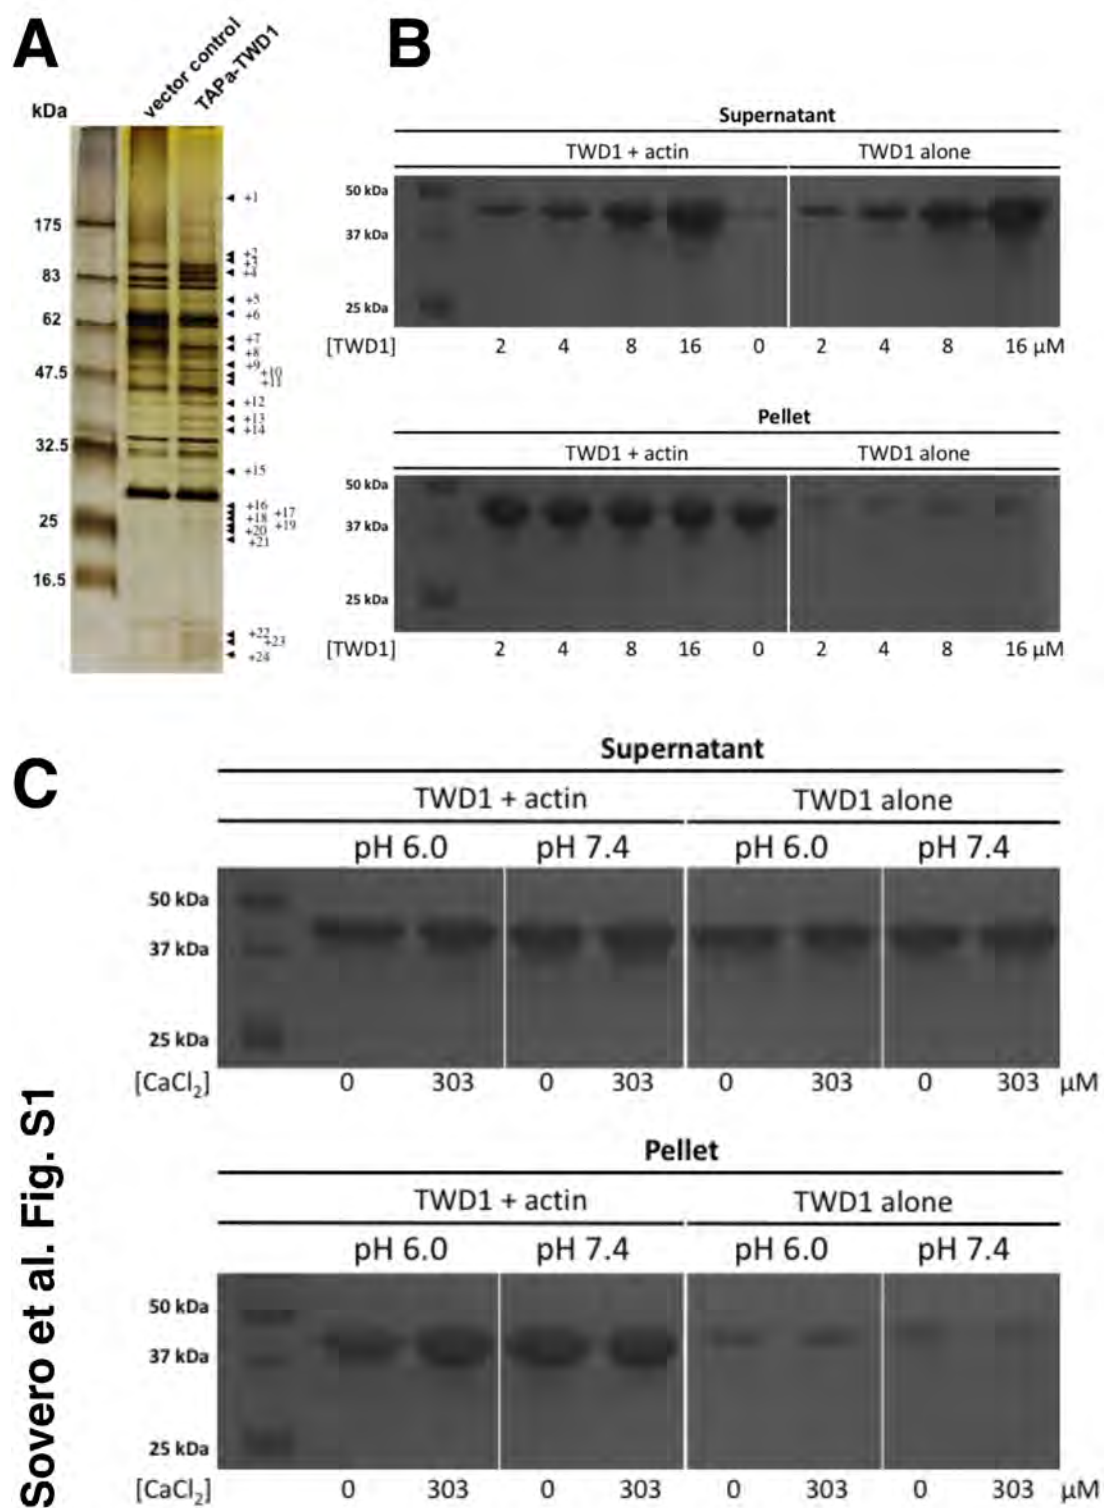 A
vector control
TAPa-TWD1
kDa
175
83
62
47.5
32.5
25
16.5
+1
+2
+3
+4
+5
+6
+7
+8
+9
+10
+11
+12
+13
+14
+15
+16
+17
+18
+19
+20
+21
+22
+23
+24
B
Supernatant
TWD1 + actin TWD1 alone
50 kDa
37 kDa
25 kDa
[TWD1] 2 4 8 16 0 2 4 8 16 µM
Pellet
TWD1 + actin TWD1 alone
50 kDa
37 kDa
25 kDa
[TWD1] 2 4 8 16 0 2 4 8 16 µM
C
Supernatant
TWD1 + actin TWD1 alone
pH 6.0 pH 7.4 pH 6.0 pH 7.4
50 kDa
37 kDa
25 kDa
[CaCl₂] 0 303 0 303 0 303 0 303 µM
Pellet
TWD1 + actin TWD1 alone
pH 6.0 pH 7.4 pH 6.0 pH 7.4
50 kDa
37 kDa
25 kDa
[CaCl₂] 0 303 0 303 0 303 0 303 µM
Sovero et al. Fig. S1